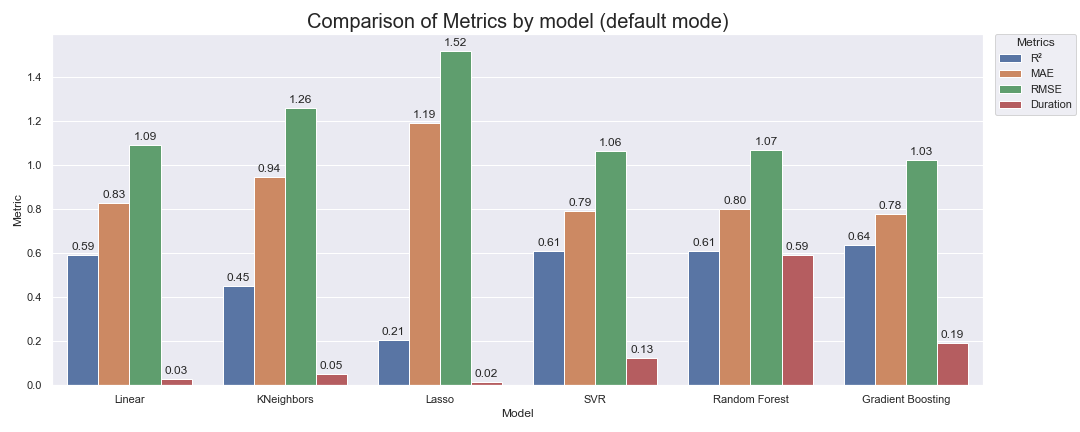 Comparison of Metrics by model (default mode)
Metrics
R²
MAE
RMSE
Duration
Metric
1.4
1.2
1.0
0.8
0.6
0.4
0.2
0.0
0.59
0.83
1.09
0.03
0.45
0.94
1.26
0.05
0.21
1.19
1.52
0.02
0.61
0.79
1.06
0.13
0.61
0.80
1.07
0.59
0.64
0.78
1.03
0.19
Linear
KNeighbors
Lasso
SVR
Random Forest
Gradient Boosting
Model